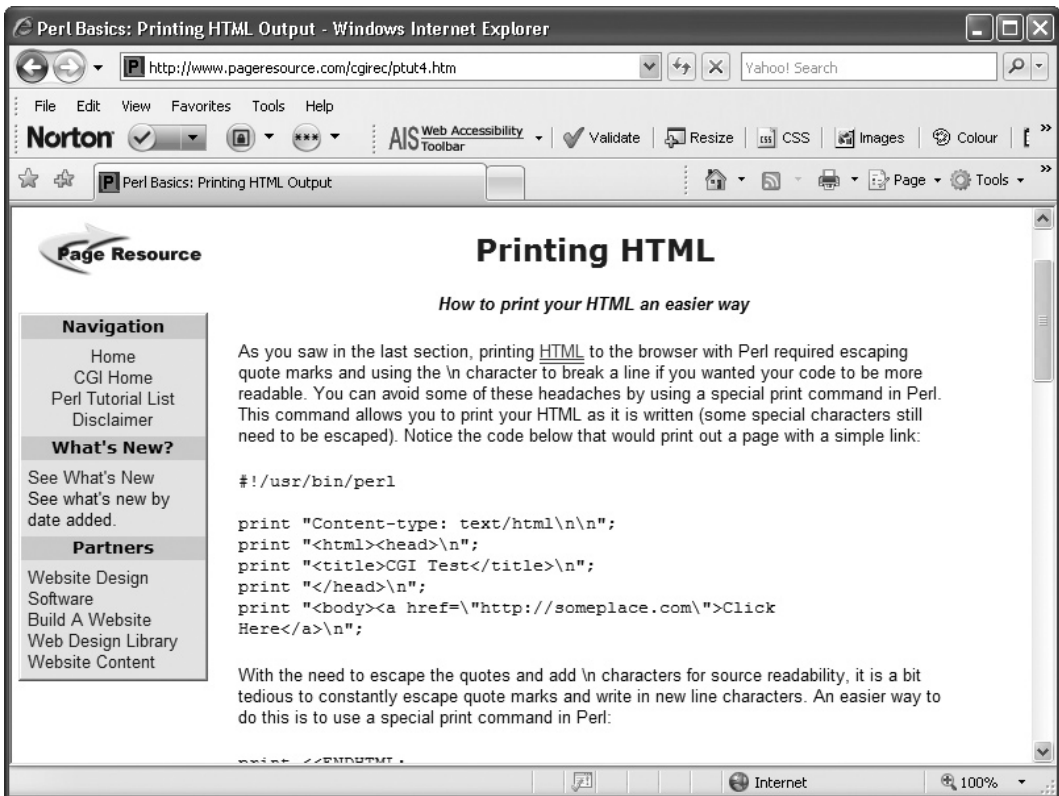 Perl Basics: Printing HTML Output - Windows Internet Explorer
http://www.pageresource.com/cgirec/ptut4.htm
Yahoo! Search
File Edit View Favorites Tools Help
Norton
AIS Web Accessibility Toolbar
Validate
Resize
CSS
Images
Colour
Perl Basics: Printing HTML Output
Page
Tools
Page Resource
Navigation
Home
CGI Home
Perl Tutorial List
Disclaimer
What's New?
See What's New
See what's new by
date added.
Partners
Website Design
Software
Build A Website
Web Design Library
Website Content
Printing HTML
How to print your HTML an easier way
As you saw in the last section, printing HTML to the browser with Perl required escaping
quote marks and using the \n character to break a line if you wanted your code to be more
readable. You can avoid some of these headaches by using a special print command in Perl.
This command allows you to print your HTML as it is written (some special characters still
need to be escaped). Notice the code below that would print out a page with a simple link:
#!/usr/bin/perl
print "Content-type: text/html\n\n";
print "<html><head>\n";
print "<title>CGI Test</title>\n";
print "</head>\n";
print "<body><a href=\"http://someplace.com\">Click
Here</a>\n";
With the need to escape the quotes and add \n characters for source readability, it is a bit
tedious to constantly escape quote marks and write in new line characters. An easier way to
do this is to use a special print command in Perl:
print <<ENDHTML;
Internet
100%